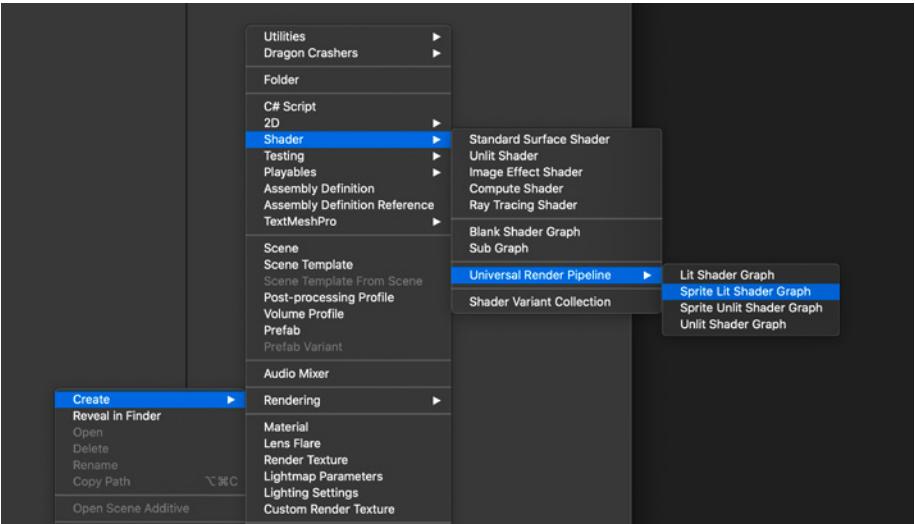 Utilities
Dragon Crashers
Folder
C# Script
2D
Shader
Testing
Playables
Assembly Definition
Assembly Definition Reference
TextMeshPro
Scene
Scene Template
Scene Template From Scene
Post-processing Profile
Volume Profile
Prefab
Prefab Variant
Audio Mixer
Rendering
Material
Lens Flare
Render Texture
Lightmap Parameters
Lighting Settings
Custom Render Texture
Standard Surface Shader
Unlit Shader
Image Effect Shader
Compute Shader
Ray Tracing Shader
Blank Shader Graph
Sub Graph
Universal Render Pipeline
Shader Variant Collection
Lit Shader Graph
Sprite Lit Shader Graph
Sprite Unlit Shader Graph
Unlit Shader Graph
Create
Reveal in Finder
Open
Delete
Rename
Copy Path ⌥⌘C
Open Scene Additive